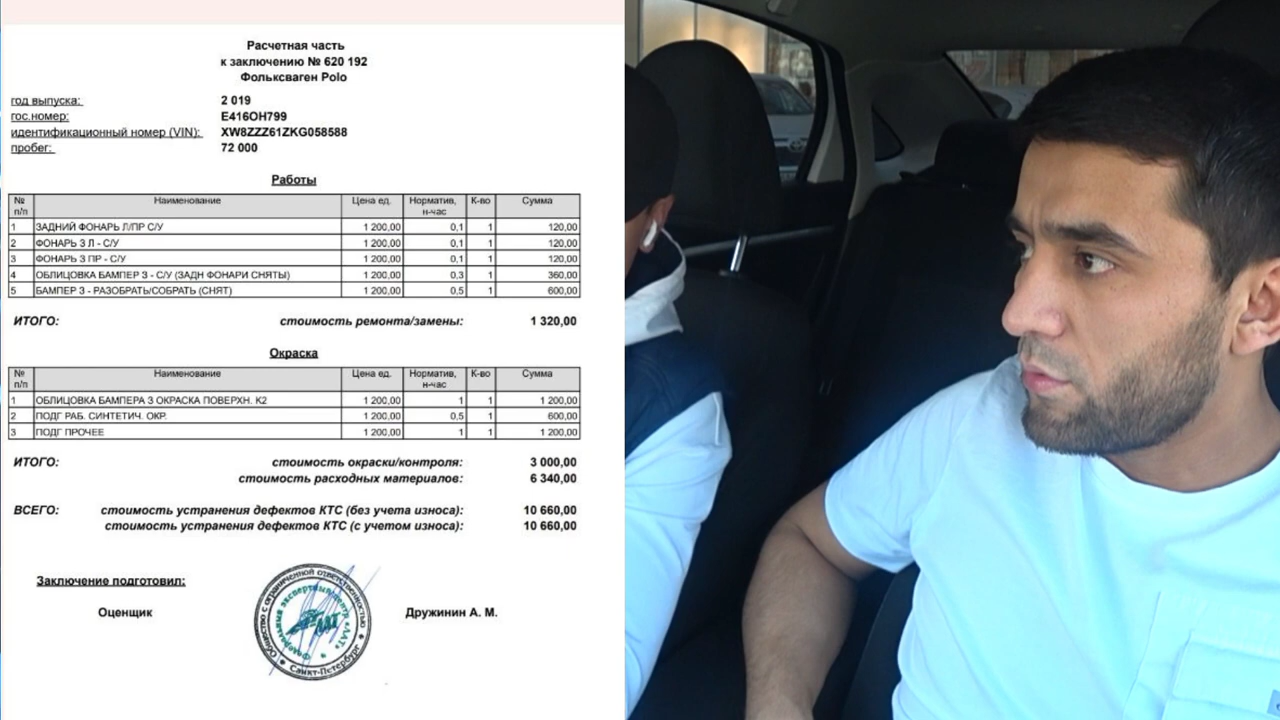 Расчетная часть
к заключению № 620 192
Фольксваген Polo
год выпуска: 2 019
гос.номер: Е416ОН799
идентификационный номер (VIN): XW8ZZZ61ZKG058588
пробег: 72 000
Работы
№ п/п Наименование Цена ед. Норматив, н-час К-во Сумма
1 ЗАДНИЙ ФОНАРЬ Л/ПР С/У 1 200,00 0,1 1 120,00
2 ФОНАРЬ З Л - С/У 1 200,00 0,1 1 120,00
3 ФОНАРЬ З ПР - С/У 1 200,00 0,1 1 120,00
4 ОБЛИЦОВКА БАМПЕР З - С/У (ЗАДН ФОНАРИ СНЯТЫ) 1 200,00 0,3 1 360,00
5 БАМПЕР З - РАЗОБРАТЬ/СОБРАТЬ (СНЯТ) 1 200,00 0,5 1 600,00
ИТОГО: стоимость ремонта/замены: 1 320,00
Окраска
№ п/п Наименование Цена ед. Норматив, н-час К-во Сумма
1 ОБЛИЦОВКА БАМПЕРА З ОКРАСКА ПОВЕРХН. К2 1 200,00 1 1 1 200,00
2 ПОДГ РАБ. СИНТЕТИЧ. ОКР. 1 200,00 0,5 1 600,00
3 ПОДГ ПРОЧЕЕ 1 200,00 1 1 1 200,00
ИТОГО: стоимость окраски/контроля: 3 000,00
стоимость расходных материалов: 6 340,00
ВСЕГО: стоимость устранения дефектов КТС (без учета износа): 10 660,00
стоимость устранения дефектов КТС (с учетом износа): 10 660,00
Заключение подготовил:
Оценщик Дружинин А. М.
Общество с ограниченной ответственностью
Федеральный экспертный центр «ЛАТ»
ЛАТ
Санкт-Петербург